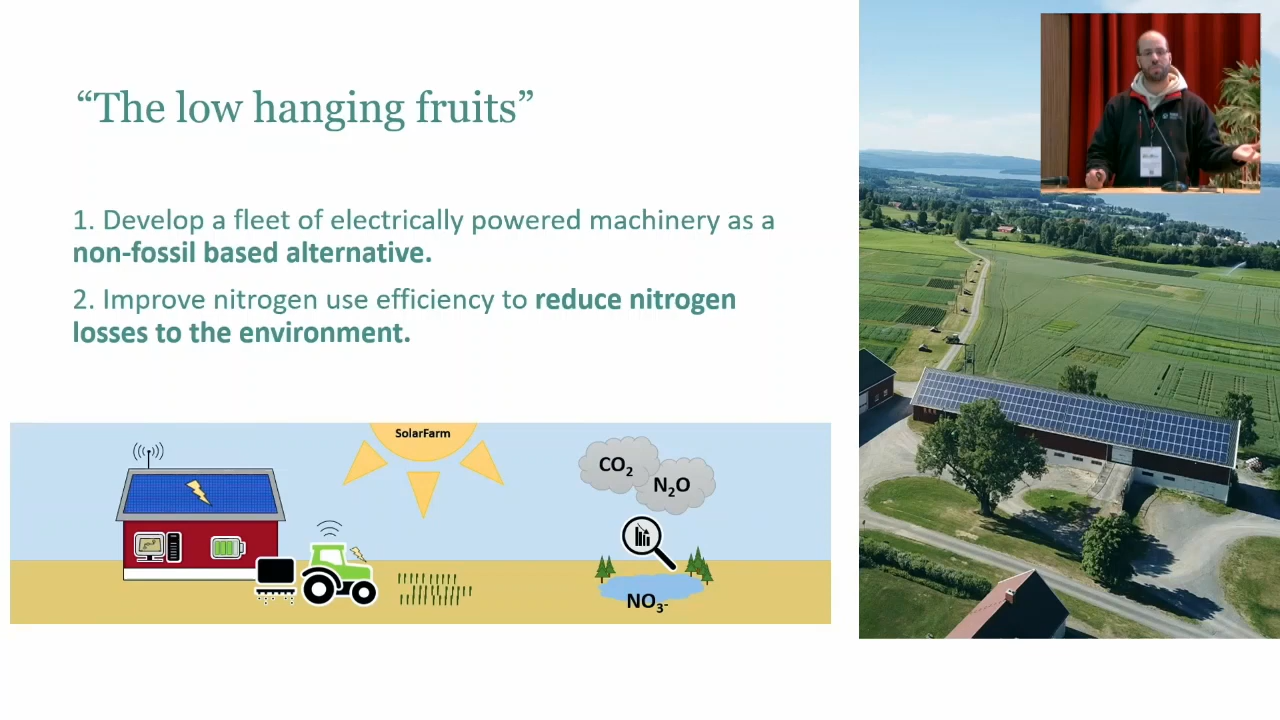 “The low hanging fruits”
1. Develop a fleet of electrically powered machinery as a
non-fossil based alternative.
2. Improve nitrogen use efficiency to reduce nitrogen
losses to the environment.
SolarFarm
CO2
N2O
NO3-